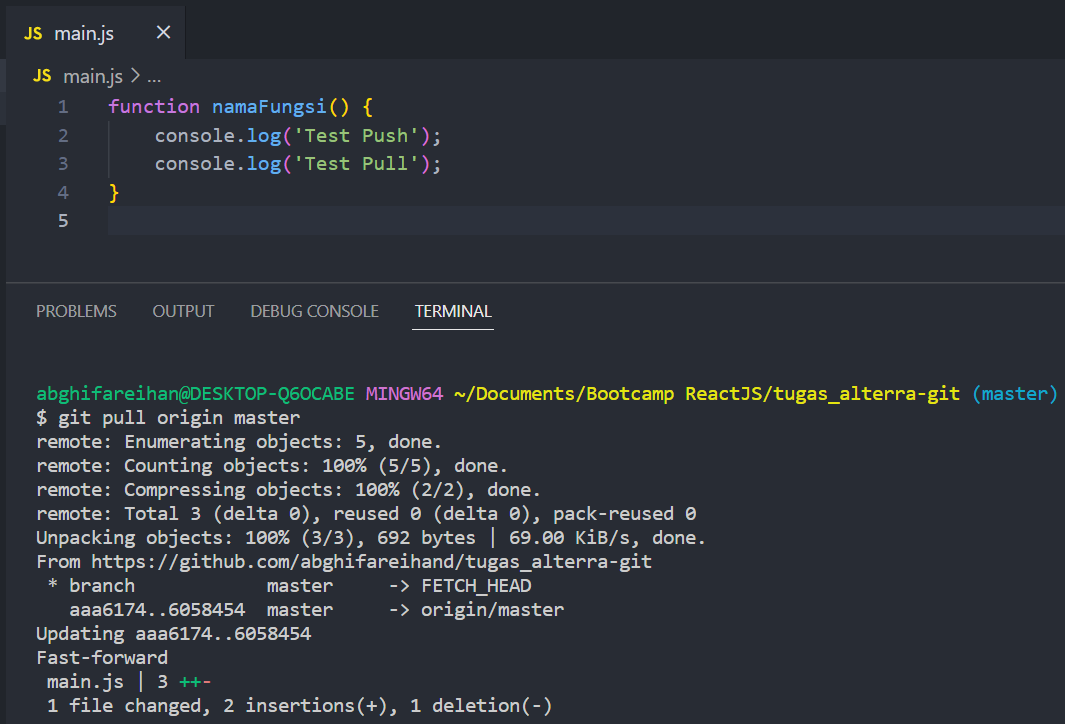 JS main.js ×
JS main.js > ...
1 function namaFungsi() {
2     console.log('Test Push');
3     console.log('Test Pull');
4 }
5
PROBLEMS OUTPUT DEBUG CONSOLE TERMINAL
abghifareihan@DESKTOP-Q6OCABE MINGW64 ~/Documents/Bootcamp ReactJS/tugas_alterra-git (master)
$ git pull origin master
remote: Enumerating objects: 5, done.
remote: Counting objects: 100% (5/5), done.
remote: Compressing objects: 100% (2/2), done.
remote: Total 3 (delta 0), reused 0 (delta 0), pack-reused 0
Unpacking objects: 100% (3/3), 692 bytes | 69.00 KiB/s, done.
From https://github.com/abghifareihand/tugas_alterra-git
 * branch            master     -> FETCH_HEAD
   aaa6174..6058454  master     -> origin/master
Updating aaa6174..6058454
Fast-forward
 main.js | 3 ++-
 1 file changed, 2 insertions(+), 1 deletion(-)